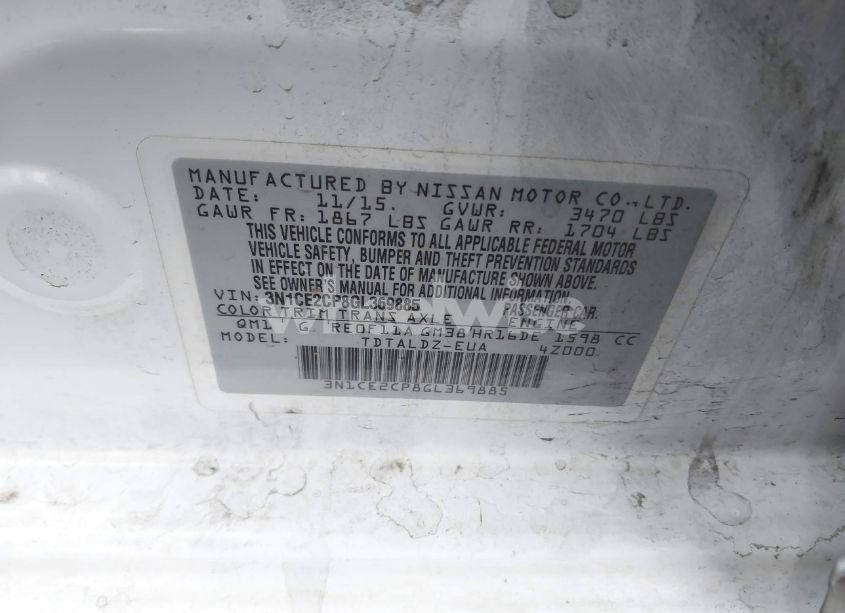 MANUFACTURED BY NISSAN MOTOR CO., LTD.
DATE: 11/15. GVWR: 3470 LBS
GAWR FR: 1867 LBS GAWR RR: 1704 LBS
THIS VEHICLE CONFORMS TO ALL APPLICABLE FEDERAL MOTOR
VEHICLE SAFETY, BUMPER AND THEFT PREVENTION STANDARDS
IN EFFECT ON THE DATE OF MANUFACTURE SHOWN ABOVE.
SEE OWNER'S MANUAL FOR ADDITIONAL INFORMATION.
VIN: 3N1CE2CP8GL369885 PASSENGER CAR.
COLOR TRIM TRANS AXLE ENGINE
QM1 G RE0F11A GM38 HR16DE 1598 CC
MODEL: TDTALDZ-EUA 4Z000
3N1CE2CP8GL369885